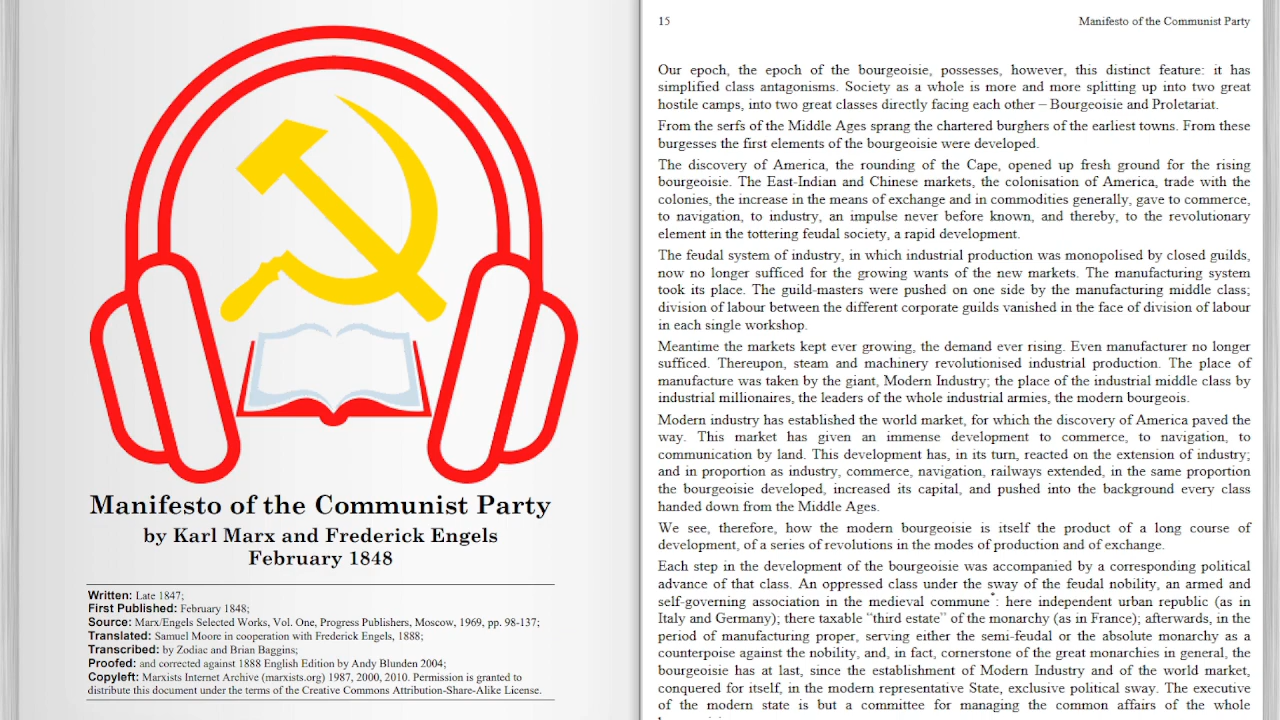 Manifesto of the Communist Party
by Karl Marx and Frederick Engels
February 1848
Written: Late 1847;
First Published: February 1848;
Source: Marx/Engels Selected Works, Vol. One, Progress Publishers, Moscow, 1969, pp. 98-137;
Translated: Samuel Moore in cooperation with Frederick Engels, 1888;
Transcribed: by Zodiac and Brian Baggins;
Proofed: and corrected against 1888 English Edition by Andy Blunden 2004;
Copyleft: Marxists Internet Archive (marxists.org) 1987, 2000, 2010. Permission is granted to
distribute this document under the terms of the Creative Commons Attribution-Share-Alike License.
15 Manifesto of the Communist Party
Our epoch, the epoch of the bourgeoisie, possesses, however, this distinct feature: it has
simplified class antagonisms. Society as a whole is more and more splitting up into two great
hostile camps, into two great classes directly facing each other – Bourgeoisie and Proletariat.
From the serfs of the Middle Ages sprang the chartered burghers of the earliest towns. From these
burgesses the first elements of the bourgeoisie were developed.
The discovery of America, the rounding of the Cape, opened up fresh ground for the rising
bourgeoisie. The East-Indian and Chinese markets, the colonisation of America, trade with the
colonies, the increase in the means of exchange and in commodities generally, gave to commerce,
to navigation, to industry, an impulse never before known, and thereby, to the revolutionary
element in the tottering feudal society, a rapid development.
The feudal system of industry, in which industrial production was monopolised by closed guilds,
now no longer sufficed for the growing wants of the new markets. The manufacturing system
took its place. The guild-masters were pushed on one side by the manufacturing middle class;
division of labour between the different corporate guilds vanished in the face of division of labour
in each single workshop.
Meantime the markets kept ever growing, the demand ever rising. Even manufacturer no longer
sufficed. Thereupon, steam and machinery revolutionised industrial production. The place of
manufacture was taken by the giant, Modern Industry; the place of the industrial middle class by
industrial millionaires, the leaders of the whole industrial armies, the modern bourgeois.
Modern industry has established the world market, for which the discovery of America paved the
way. This market has given an immense development to commerce, to navigation, to
communication by land. This development has, in its turn, reacted on the extension of industry;
and in proportion as industry, commerce, navigation, railways extended, in the same proportion
the bourgeoisie developed, increased its capital, and pushed into the background every class
handed down from the Middle Ages.
We see, therefore, how the modern bourgeoisie is itself the product of a long course of
development, of a series of revolutions in the modes of production and of exchange.
Each step in the development of the bourgeoisie was accompanied by a corresponding political
advance of that class. An oppressed class under the sway of the feudal nobility, an armed and
self-governing association in the medieval commune*: here independent urban republic (as in
Italy and Germany); there taxable “third estate” of the monarchy (as in France); afterwards, in the
period of manufacturing proper, serving either the semi-feudal or the absolute monarchy as a
counterpoise against the nobility, and, in fact, cornerstone of the great monarchies in general, the
bourgeoisie has at last, since the establishment of Modern Industry and of the world market,
conquered for itself, in the modern representative State, exclusive political sway. The executive
of the modern state is but a committee for managing the common affairs of the whole